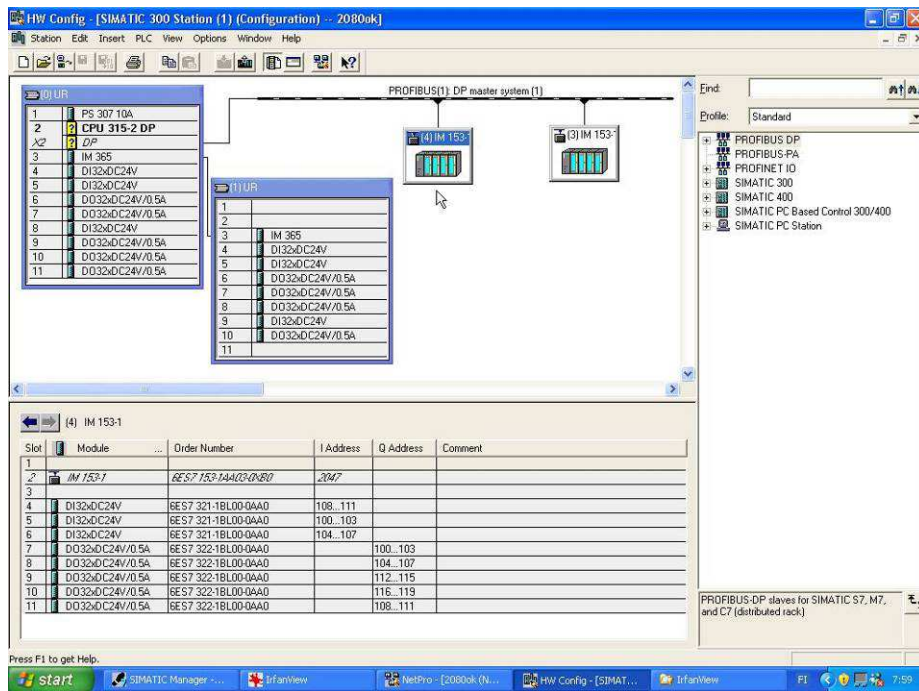 HW Config - [SIMATIC 300 Station (1) (Configuration) -- 2080ok]
Station Edit Insert PLC View Options Window Help
(0) UR
1 PS 307 10A
2 CPU 315-2 DP
X2 DP
3 IM 365
4 DI32xDC24V
5 DI32xDC24V
6 DO32xDC24V/0.5A
7 DO32xDC24V/0.5A
8 DI32xDC24V
9 DO32xDC24V/0.5A
10 DO32xDC24V/0.5A
11 DO32xDC24V/0.5A
(1) UR
1
2
3 IM 365
4 DI32xDC24V
5 DI32xDC24V
6 DO32xDC24V/0.5A
7 DO32xDC24V/0.5A
8 DO32xDC24V/0.5A
9 DI32xDC24V
10 DO32xDC24V/0.5A
11
PROFIBUS(1): DP master system (1)
(4) IM 153-
(3) IM 153-
Find:
Profile: Standard
PROFIBUS DP
PROFIBUS-PA
PROFINET IO
SIMATIC 300
SIMATIC 400
SIMATIC PC Based Control 300/400
SIMATIC PC Station
(4) IM 153-1
Slot Module ... Order Number I Address Q Address Comment
1
2 IM 153-1 6ES7 153-1AA03-0XB0 2047
3
4 DI32xDC24V 6ES7 321-1BL00-0AA0 108...111
5 DI32xDC24V 6ES7 321-1BL00-0AA0 100...103
6 DI32xDC24V 6ES7 321-1BL00-0AA0 104...107
7 DO32xDC24V/0.5A 6ES7 322-1BL00-0AA0 100...103
8 DO32xDC24V/0.5A 6ES7 322-1BL00-0AA0 104...107
9 DO32xDC24V/0.5A 6ES7 322-1BL00-0AA0 112...115
10 DO32xDC24V/0.5A 6ES7 322-1BL00-0AA0 116...119
11 DO32xDC24V/0.5A 6ES7 322-1BL00-0AA0 108...111
PROFIBUS-DP slaves for SIMATIC S7, M7,
and C7 (distributed rack)
Press F1 to get Help.
start SIMATIC Manager -... IrfanView NetPro - [2080ok (N... HW Config - [SIMAT... IrfanView FI 7:59